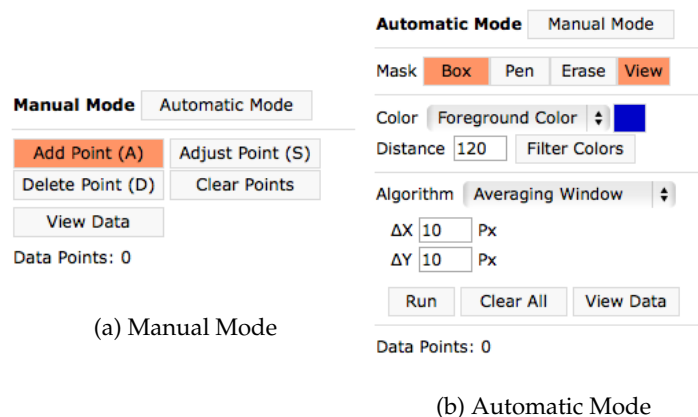 Manual Mode Automatic Mode
Add Point (A) Adjust Point (S)
Delete Point (D) Clear Points
View Data
Data Points: 0
(a) Manual Mode
Automatic Mode Manual Mode
Mask Box Pen Erase View
Color Foreground Color
Distance 120 Filter Colors
Algorithm Averaging Window
ΔX 10 Px
ΔY 10 Px
Run Clear All View Data
Data Points: 0
(b) Automatic Mode